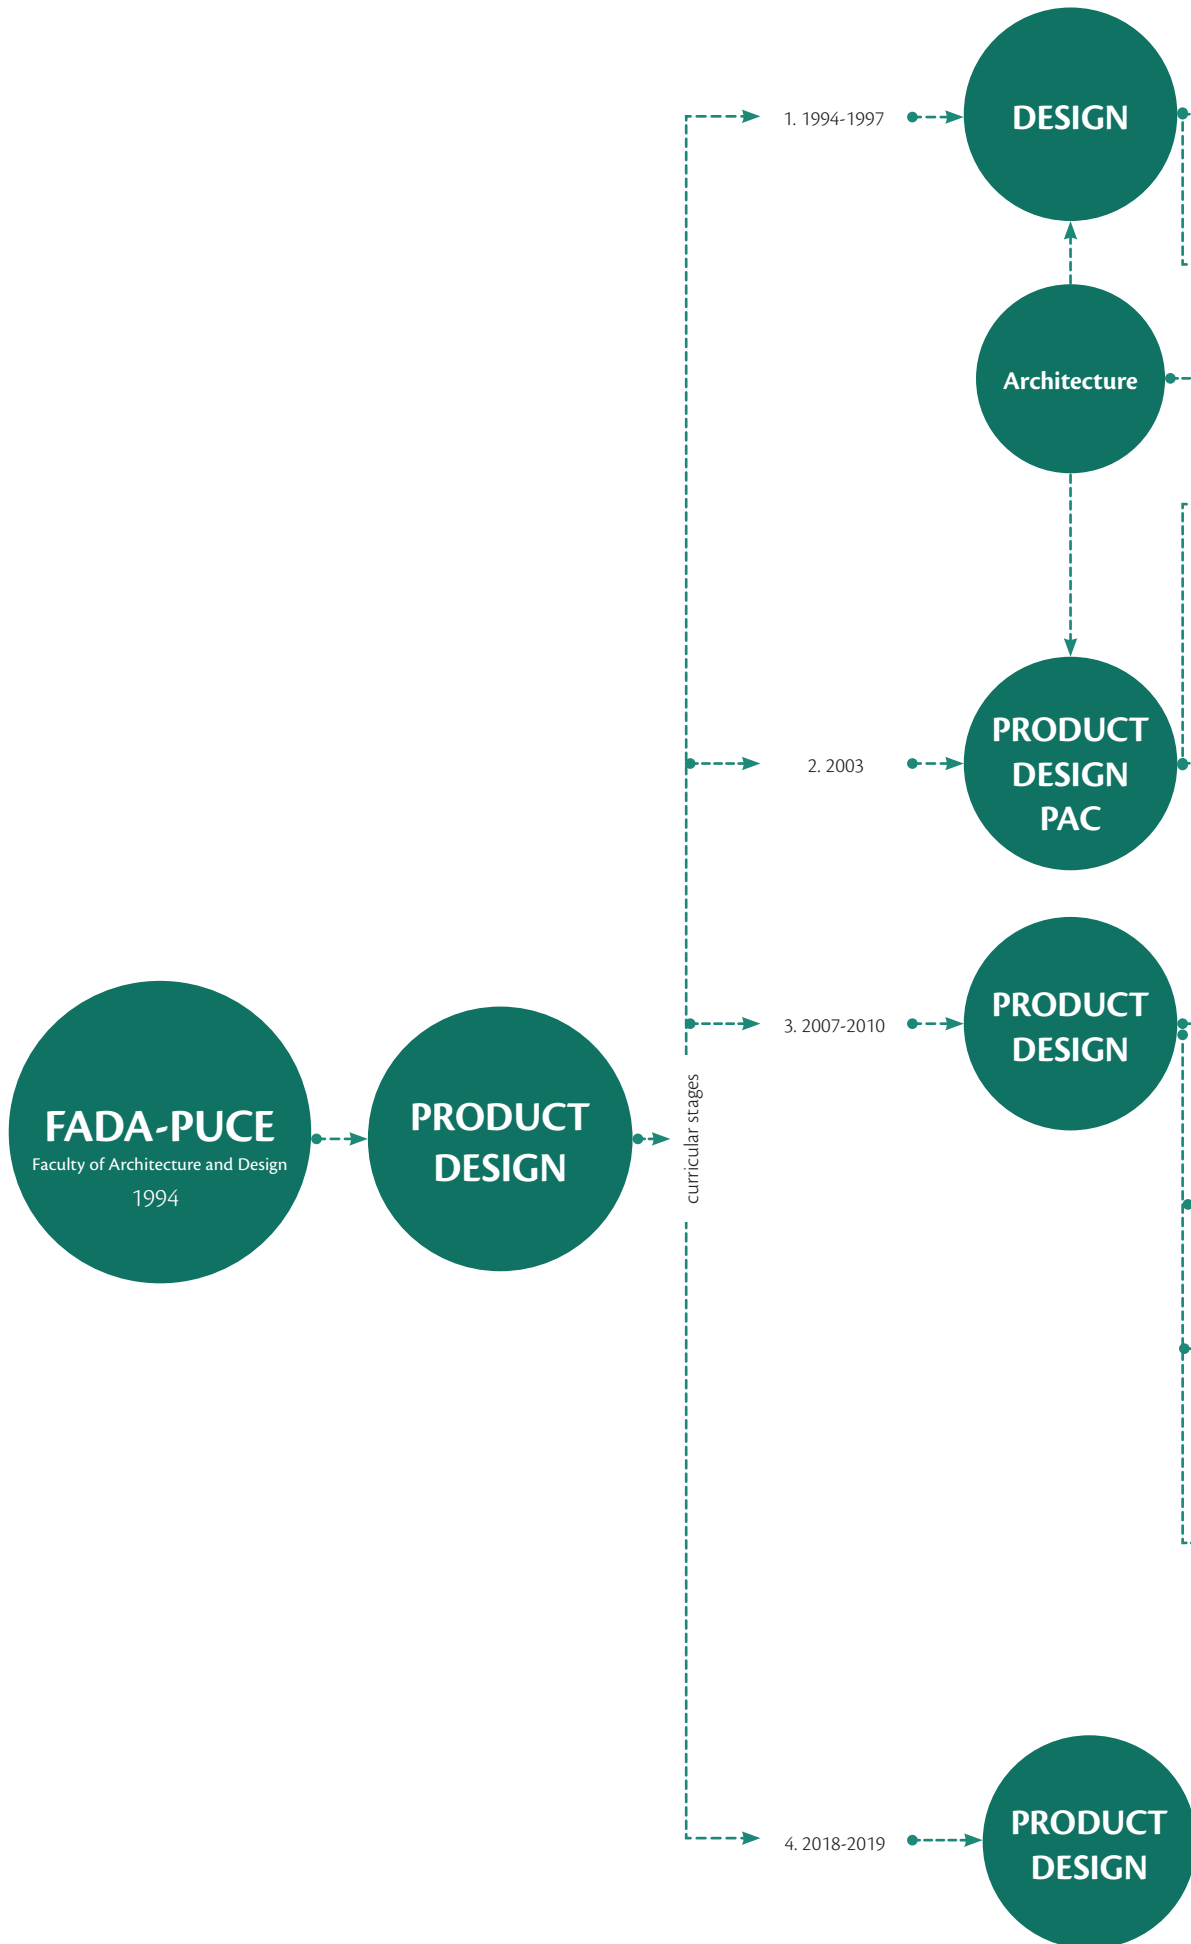 1. 1994-1997
DESIGN
Architecture
2. 2003
PRODUCT
DESIGN
PAC
3. 2007-2010
PRODUCT
DESIGN
FADA-PUCE
Faculty of Architecture and Design
1994
PRODUCT
DESIGN
curricular stages
4. 2018-2019
PRODUCT
DESIGN